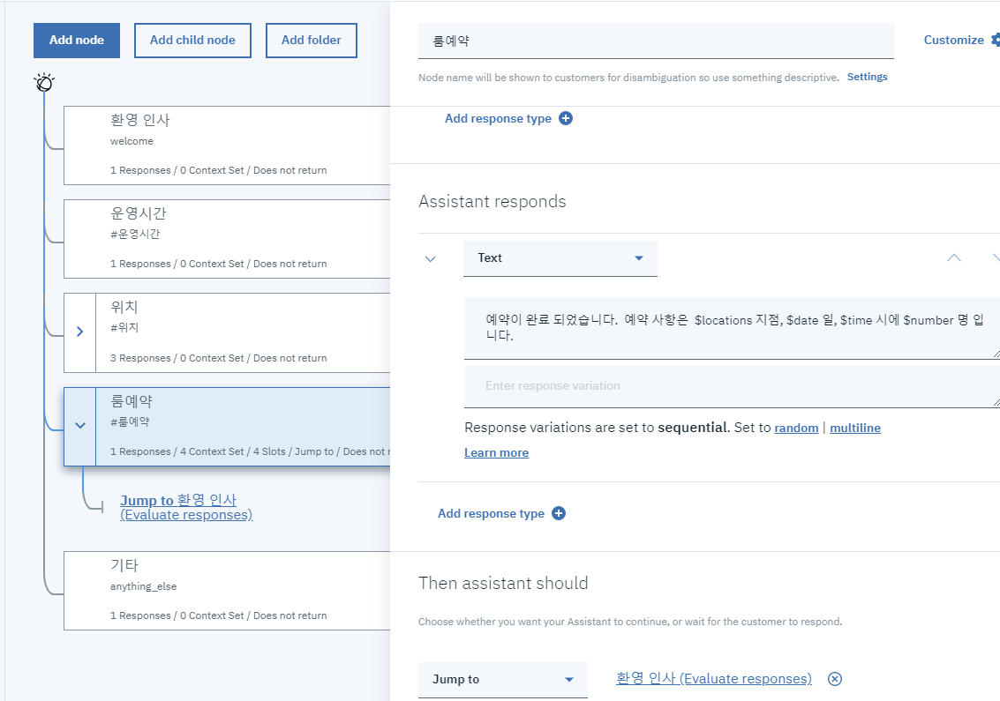 Add node
Add child node
Add folder
환영 인사
welcome
1 Responses / 0 Context Set / Does not return
운영시간
#운영시간
1 Responses / 0 Context Set / Does not return
위치
#위치
3 Responses / 0 Context Set / Does not return
룸예약
#룸예약
1 Responses / 4 Context Set / 4 Slots / Jump to / Does not r
Jump to 환영 인사
(Evaluate responses)
기타
anything_else
1 Responses / 0 Context Set / Does not return
룸예약
Customize
Node name will be shown to customers for disambiguation so use something descriptive. Settings
Add response type
Assistant responds
Text
예약이 완료 되었습니다. 예약 사항은 $locations 지점, $date 일, $time 시에 $number 명 입
니다.
Enter response variation
Response variations are set to sequential. Set to random | multiline
Learn more
Add response type
Then assistant should
Choose whether you want your Assistant to continue, or wait for the customer to respond.
Jump to
환영 인사 (Evaluate responses)